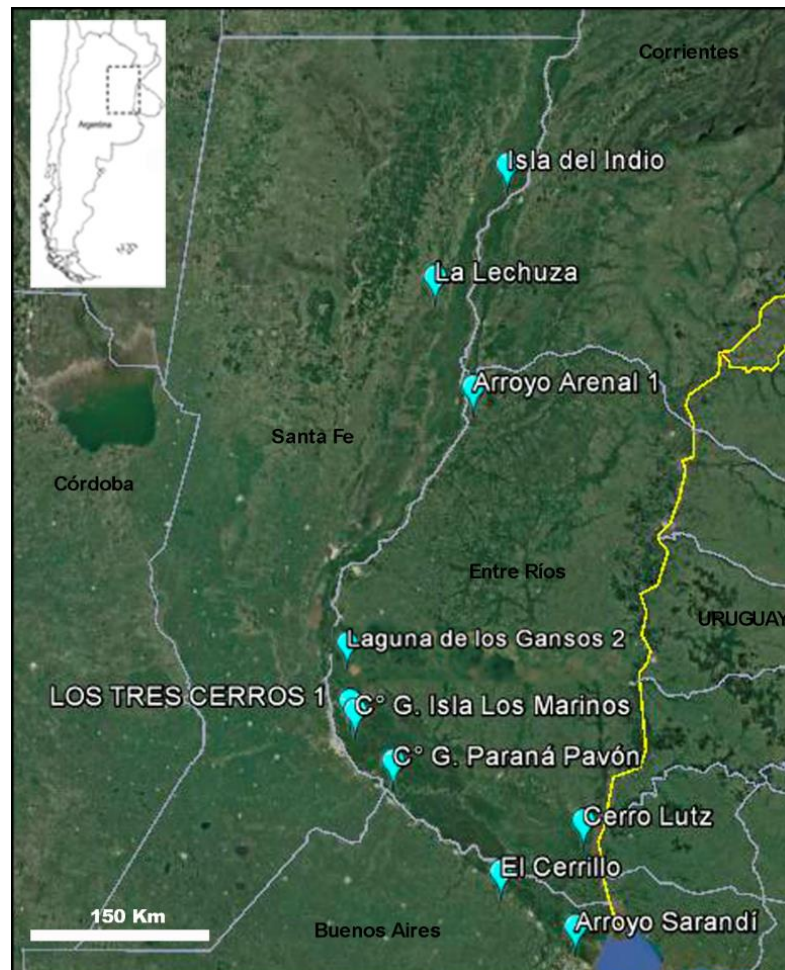 Corrientes
Argentina
Isla del Indio
La Lechuza
Arroyo Arenal 1
Santa Fe
Córdoba
Entre Ríos
URUGUAY
Laguna de los Gansos 2
LOS TRES CERROS 1
C° G. Isla Los Marinos
C° G. Paraná Pavón
Cerro Lutz
El Cerrillo
150 Km
Buenos Aires
Arroyo Sarandí